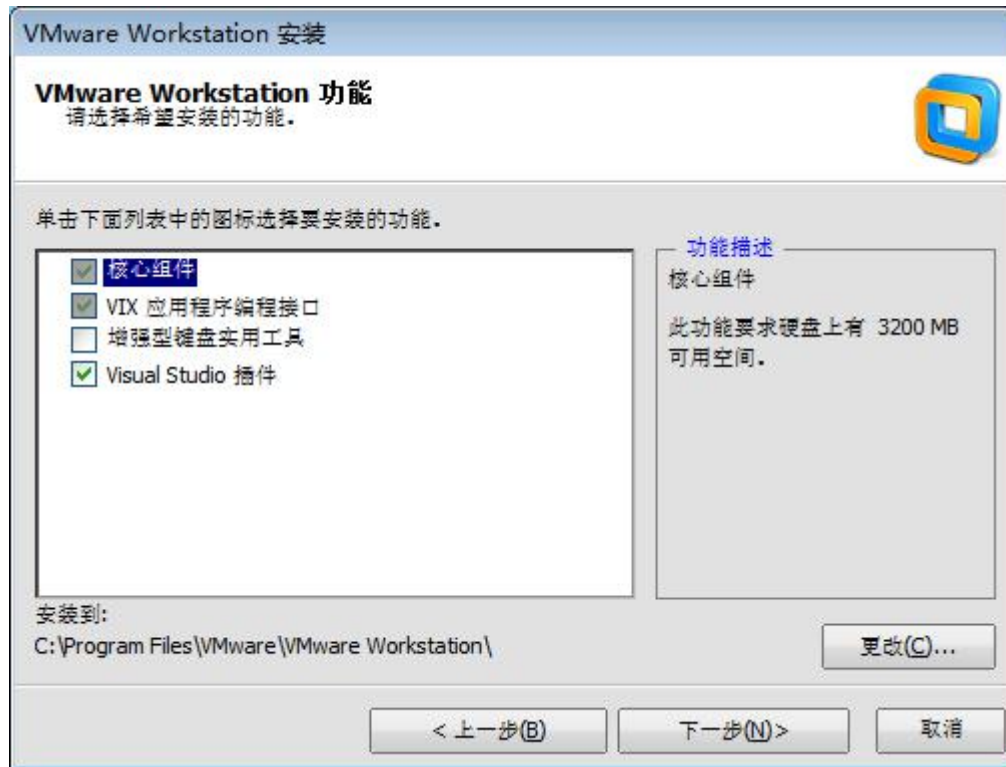 VMware Workstation 安装
VMware Workstation 功能
请选择希望安装的功能.
单击下面列表中的图标选择要安装的功能.
核心组件
VIX 应用程序编程接口
增强型键盘实用工具
Visual Studio 插件
功能描述
核心组件
此功能要求硬盘上有 3200 MB
可用空间.
安装到:
C:\Program Files\VMware\VMware Workstation\
更改(C)...
< 上一步(B)
下一步(N)>
取消